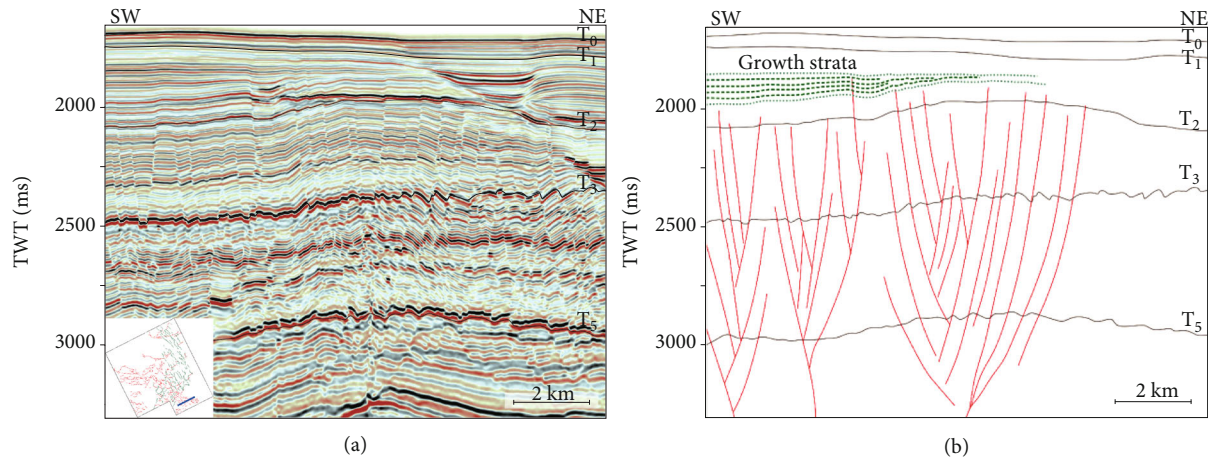 SW NE
T0
T1
2000
T2
T3
2500
TWT (ms)
T5
3000
2 km
(a)
SW NE
T0
T1
Growth strata
2000
T2
T3
2500
TWT (ms)
T5
3000
2 km
(b)